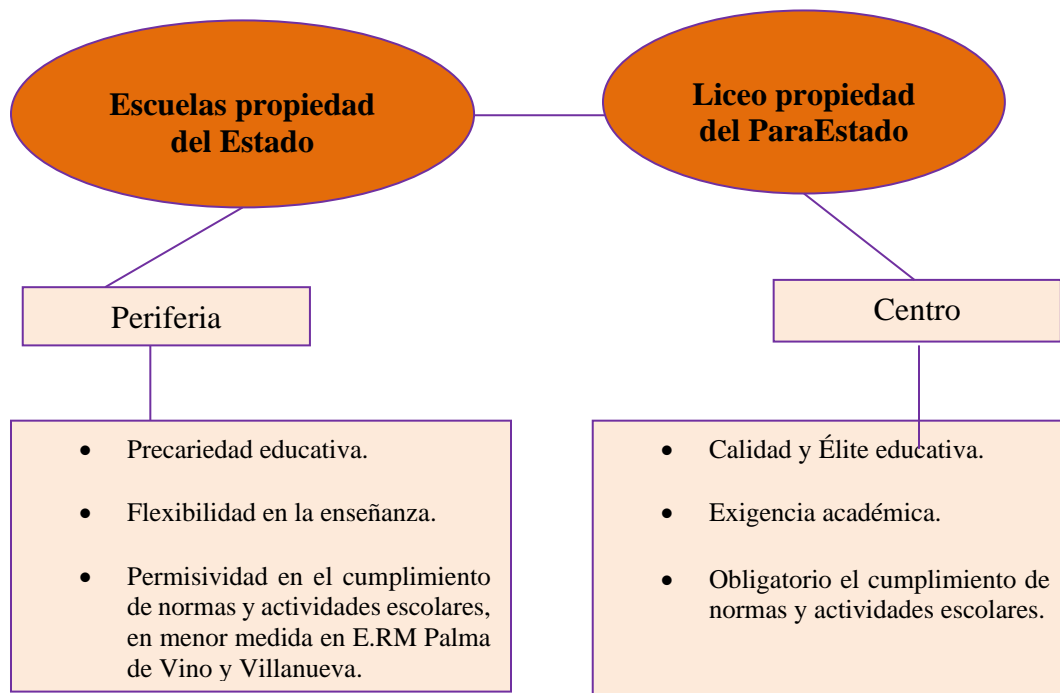 Escuelas propiedad
del Estado
Liceo propiedad
del ParaEstado
Periferia
Centro
• Precariedad educativa.
• Flexibilidad en la enseñanza.
• Permisividad en el cumplimiento
de normas y actividades escolares,
en menor medida en E.RM Palma
de Vino y Villanueva.
• Calidad y Élite educativa.
• Exigencia académica.
• Obligatorio el cumplimiento de
normas y actividades escolares.